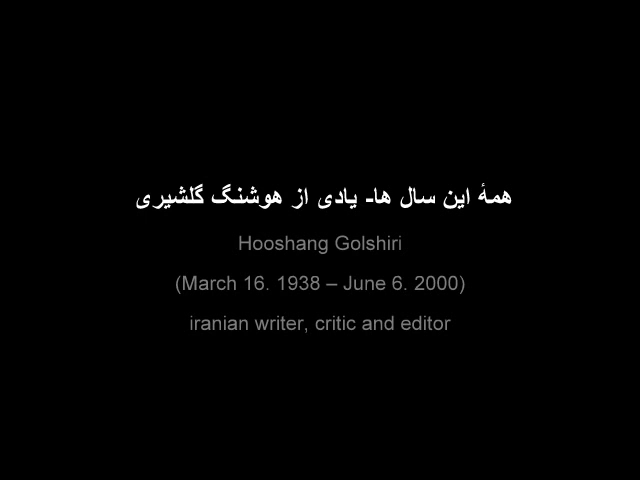 همهٔ این سال ها- یادی از هوشنگ گلشیری
Hooshang Golshiri
(March 16. 1938 – June 6. 2000)
iranian writer, critic and editor